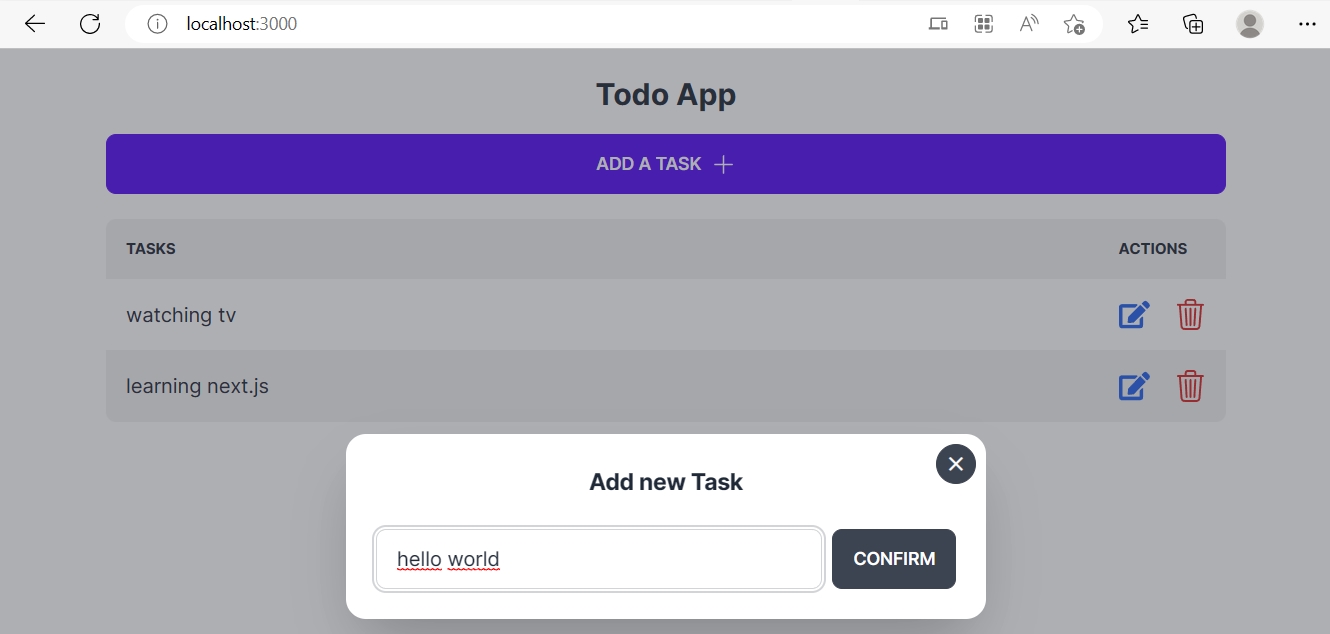 localhost:3000
Todo App
ADD A TASK
TASKS ACTIONS
watching tv
learning next.js
Add new Task
hello world
CONFIRM